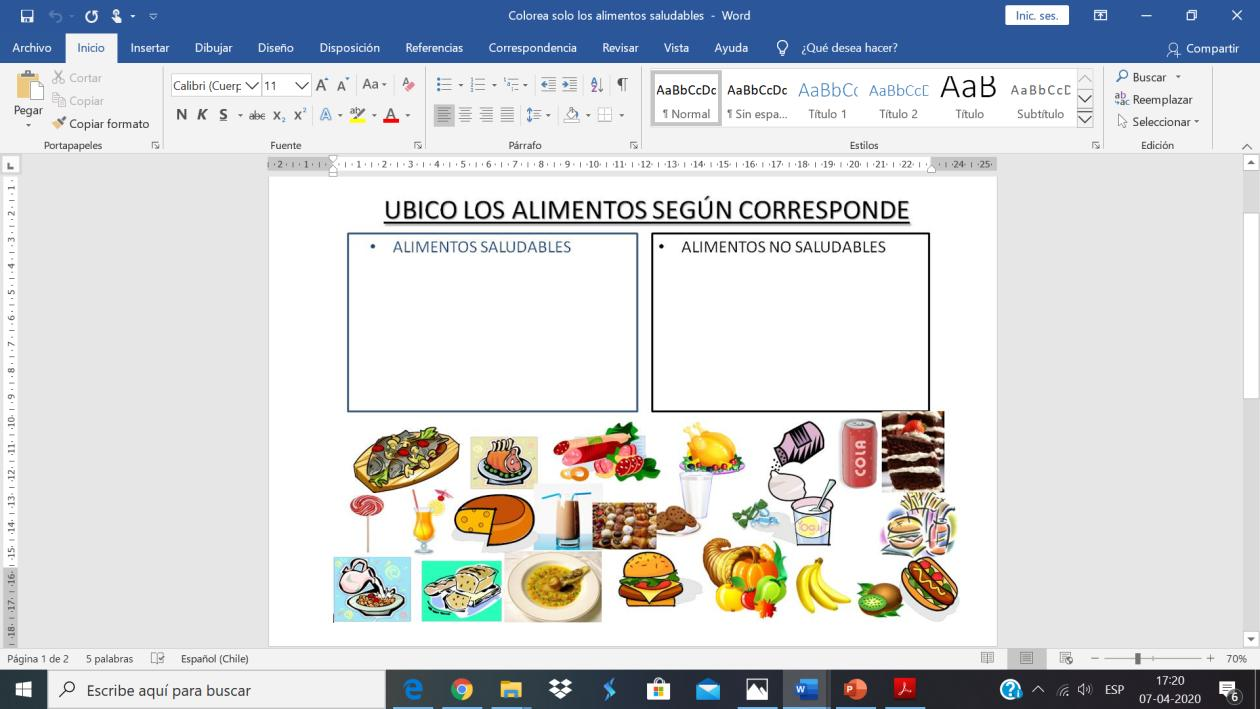 Colorea solo los alimentos saludables - Word
Inic. ses.
Archivo Inicio Insertar Dibujar Diseño Disposición Referencias Correspondencia Revisar Vista Ayuda ¿Qué desea hacer? Compartir
Pegar
Cortar
Copiar
Copiar formato
Portapapeles
Calibri (Cuerp 11
N K S abc x₂ x²
Fuente
Párrafo
AaBbCcDc AaBbCcDc AaBbCc AaBbCcD AaB AaBbCcD
¶ Normal ¶ Sin espa... Título 1 Título 2 Título Subtítulo
Estilos
Buscar
Reemplazar
Seleccionar
Edición
UBICO LOS ALIMENTOS SEGÚN CORRESPONDE
• ALIMENTOS SALUDABLES
• ALIMENTOS NO SALUDABLES
COLA
Página 1 de 2 5 palabras Español (Chile) 70%
Escribe aquí para buscar
ESP
17:20
07-04-2020
6